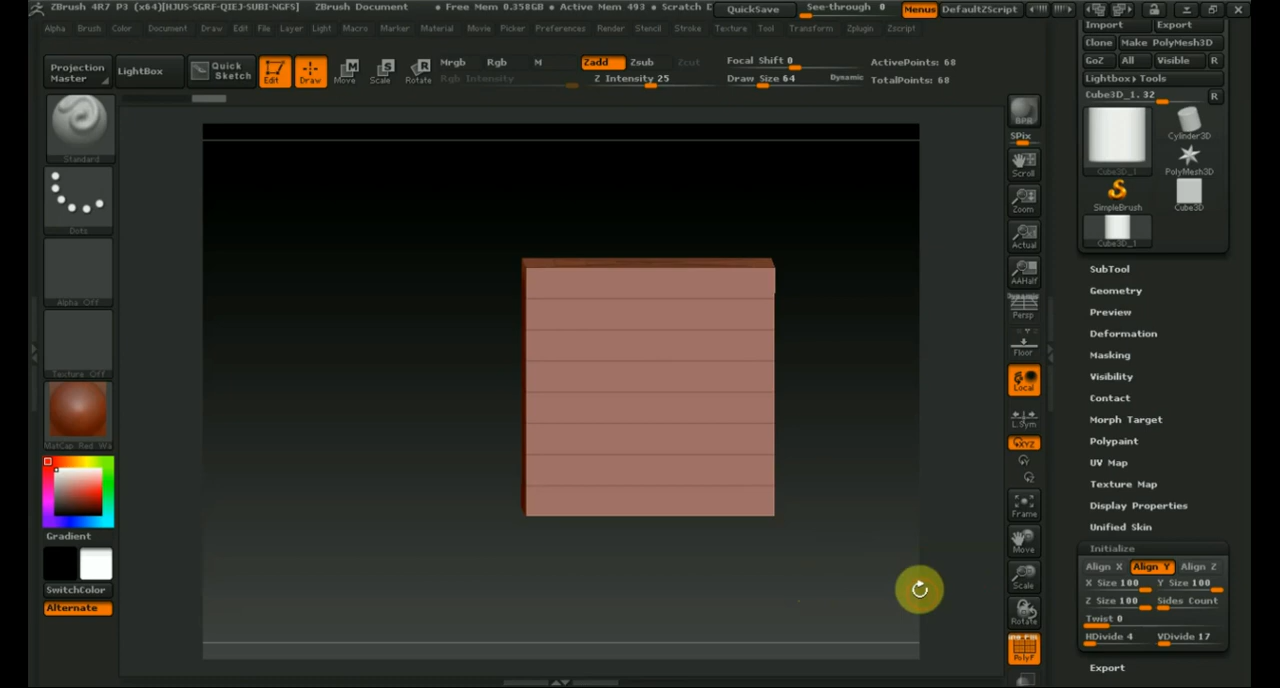 ZBrush 4R7 P3 (x64)[HJUS-SGRF-QIEJ-SUBI-NGFS] ZBrush Document • Free Mem 0.358GB • Active Mem 493 • Scratch D QuickSave See-through 0 Menus DefaultZScript
Alpha Brush Color Document Draw Edit File Layer Light Macro Marker Material Movie Picker Preferences Render Stencil Stroke Texture Tool Transform Zplugin Zscript
Projection Master
LightBox
Quick Sketch
Edit
Draw
Move
Scale
Rotate
Mrgb Rgb M
Rgb Intensity
Zadd Zsub Zcut
Z Intensity 25
Focal Shift 0
Draw Size 64 Dynamic
ActivePoints: 68
TotalPoints: 68
Standard
Dots
Alpha Off
Texture Off
MatCap Red Wa
Gradient
SwitchColor
Alternate
BPR
SPix
Scroll
Zoom
Actual
AAHalf
Dynamic
Persp
Floor
Local
L.Sym
XYZ
Frame
Move
Scale
Rotate
PolyF
Import Export
Clone Make PolyMesh3D
GoZ All Visible R
Lightbox▸Tools
Cube3D_1. 32 R
Cube3D_1
Cylinder3D
PolyMesh3D
SimpleBrush
Cube3D
Cube3D_1
SubTool
Geometry
Preview
Deformation
Masking
Visibility
Contact
Morph Target
Polypaint
UV Map
Texture Map
Display Properties
Unified Skin
Initialize
Align X Align Y Align Z
X Size 100 Y Size 100
Z Size 100 Sides Count
Twist 0
HDivide 4 VDivide 17
Export